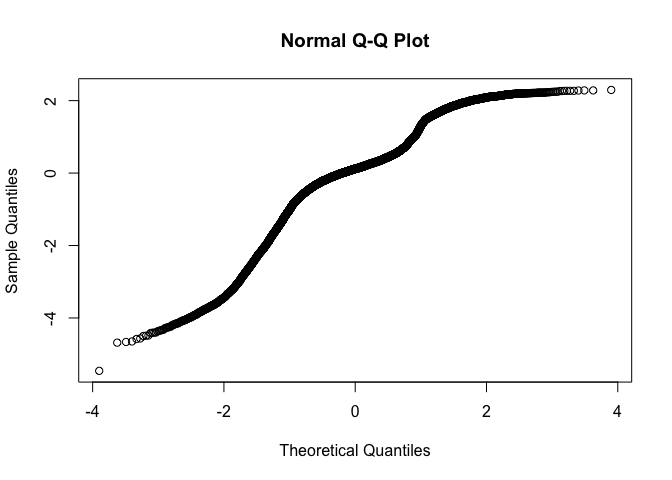 Normal Q-Q Plot
2
0
-2
-4
Sample Quantiles
-4 -2 0 2 4
Theoretical Quantiles